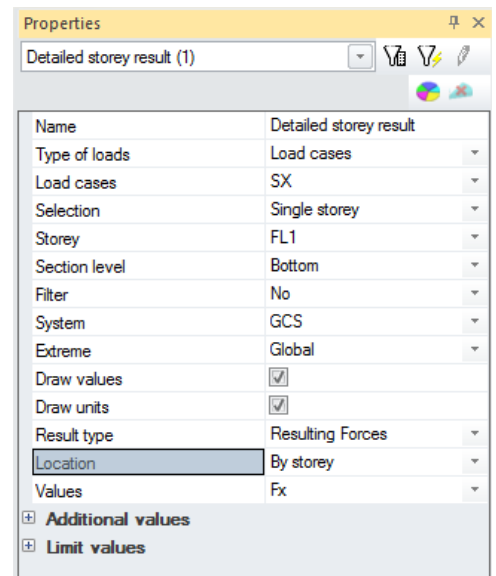 Properties
Detailed storey result (1)
Name Detailed storey result
Type of loads Load cases
Load cases SX
Selection Single storey
Storey FL1
Section level Bottom
Filter No
System GCS
Extreme Global
Draw values
Draw units
Result type Resulting Forces
Location By storey
Values Fx
Additional values
Limit values